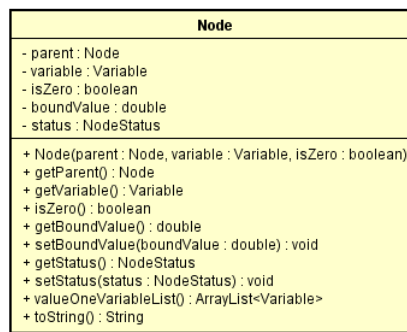 Node
- parent : Node
- variable : Variable
- isZero : boolean
- boundValue : double
- status : NodeStatus
+ Node(parent : Node, variable : Variable, isZero : boolean)
+ getParent() : Node
+ getVariable() : Variable
+ isZero() : boolean
+ getBoundValue() : double
+ setBoundValue(boundValue : double) : void
+ getStatus() : NodeStatus
+ setStatus(status : NodeStatus) : void
+ valueOneVariableList() : ArrayList<Variable>
+ toString() : String